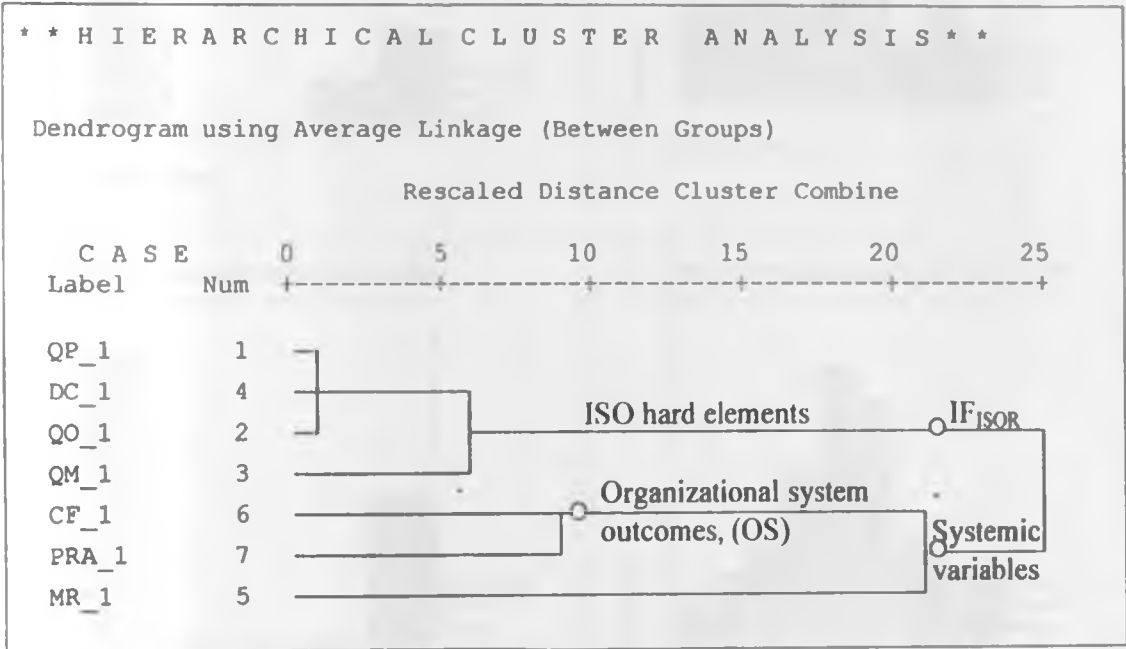 * * H I E R A R C H I C A L C L U S T E R A N A L Y S I S * *
Dendrogram using Average Linkage (Between Groups)
Rescaled Distance Cluster Combine
C A S E 0 5 10 15 20 25
Label Num +---------+---------+---------+---------+---------+
QP_1 1
DC_1 4
ISO hard elements IF_ISOR
QO_1 2
QM_1 3
Organizational system
CF_1 6
outcomes, (OS) Systemic
PRA_1 7
variables
MR_1 5